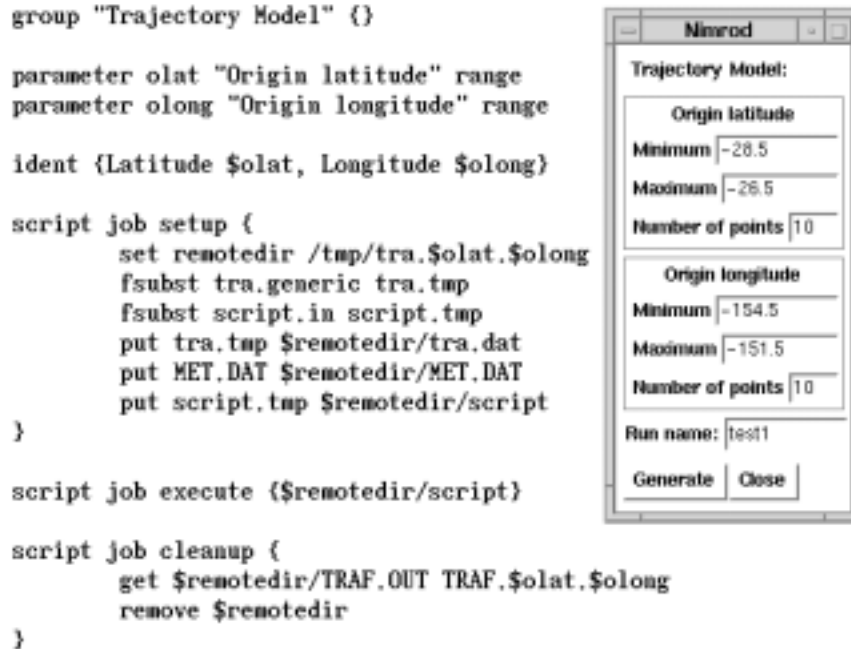 group "Trajectory Model" {}
parameter olat "Origin latitude" range
parameter olong "Origin longitude" range
ident {Latitude $olat, Longitude $olong}
script job setup {
set remotedir /tmp/tra.$olat.$olong
fsubst tra.generic tra.tmp
fsubst script.in script.tmp
put tra.tmp $remotedir/tra.dat
put MET.DAT $remotedir/MET.DAT
put script.tmp $remotedir/script
}
script job execute {$remotedir/script}
script job cleanup {
get $remotedir/TRAF.OUT TRAF.$olat.$olong
remove $remotedir
}
Nimrod
Trajectory Model:
Origin latitude
Minimum -28.5
Maximum -26.5
Number of points 10
Origin longitude
Minimum -154.5
Maximum -151.5
Number of points 10
Run name: test1
Generate Close